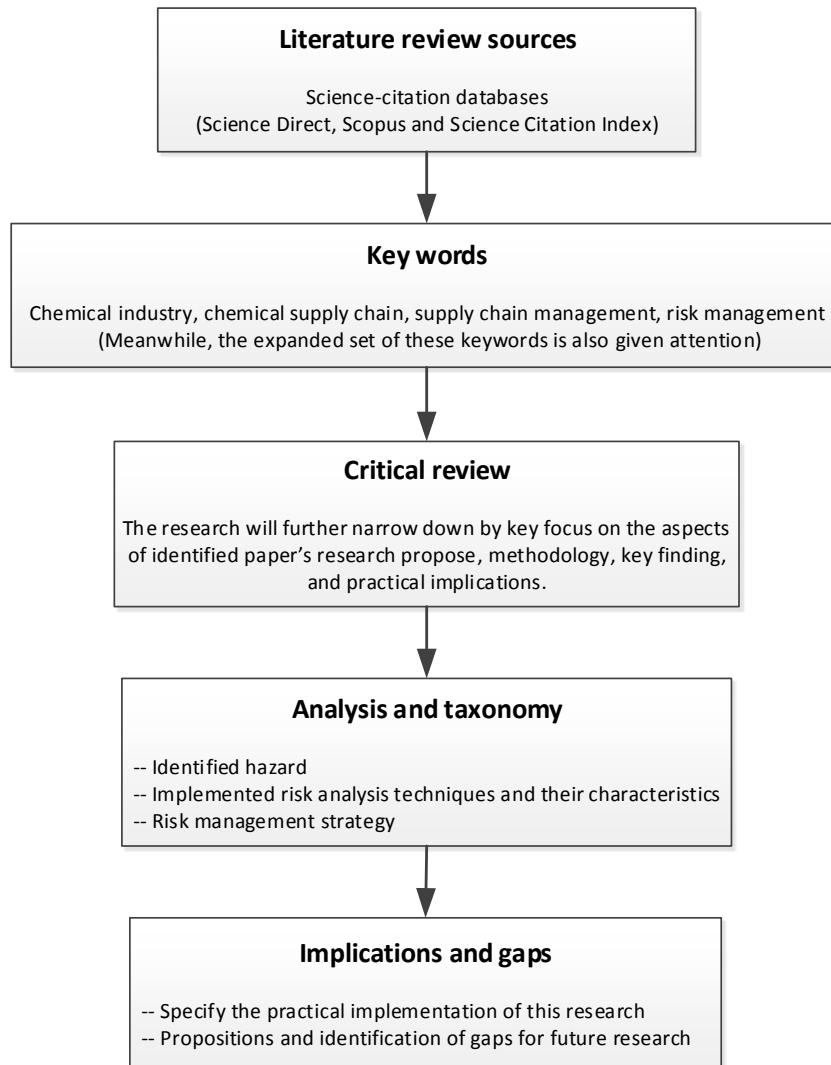 Literature review sources
Science-citation databases
(Science Direct, Scopus and Science Citation Index)
Key words
Chemical industry, chemical supply chain, supply chain management, risk management
(Meanwhile, the expanded set of these keywords is also given attention)
Critical review
The research will further narrow down by key focus on the aspects
of identified paper's research propose, methodology, key finding,
and practical implications.
Analysis and taxonomy
-- Identified hazard
-- Implemented risk analysis techniques and their characteristics
-- Risk management strategy
Implications and gaps
-- Specify the practical implementation of this research
-- Propositions and identification of gaps for future research